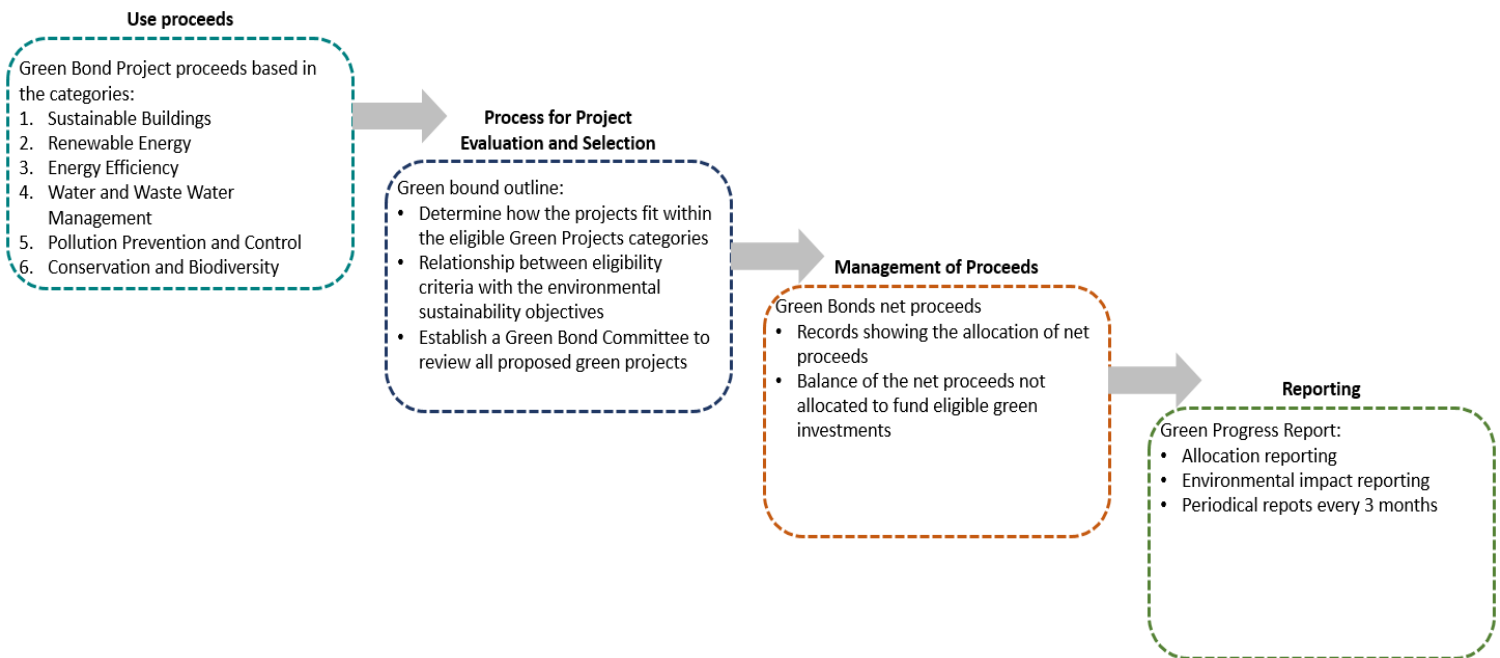 Use proceeds
Green Bond Project proceeds based in
the categories:
1. Sustainable Buildings
2. Renewable Energy
3. Energy Efficiency
4. Water and Waste Water
Management
5. Pollution Prevention and Control
6. Conservation and Biodiversity
Process for Project
Evaluation and Selection
Green bound outline:
• Determine how the projects fit within
the eligible Green Projects categories
• Relationship between eligibility
criteria with the environmental
sustainability objectives
• Establish a Green Bond Committee to
review all proposed green projects
Management of Proceeds
Green Bonds net proceeds
• Records showing the allocation of net
proceeds
• Balance of the net proceeds not
allocated to fund eligible green
investments
Reporting
Green Progress Report:
• Allocation reporting
• Environmental impact reporting
• Periodical repots every 3 months